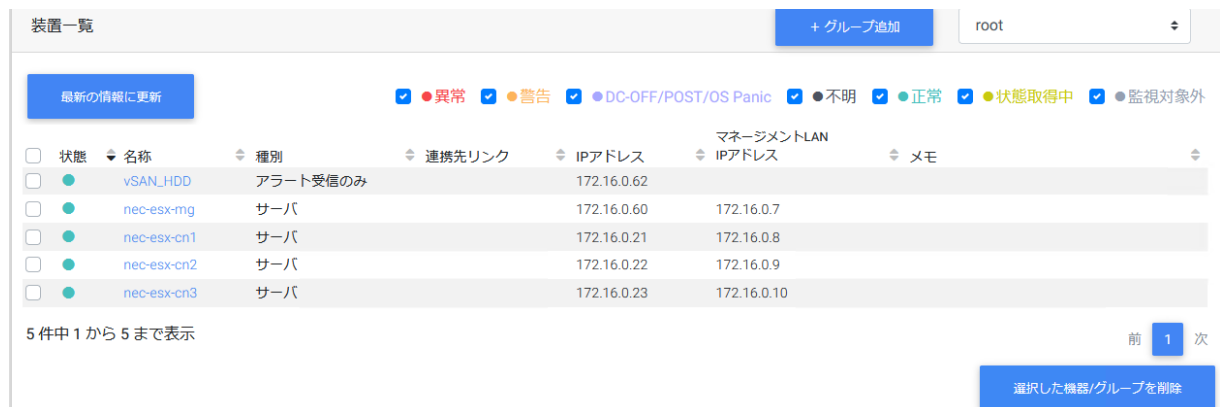 装置一覧 + グループ追加 root
最新の情報に更新 ●異常 ●警告 ●DC-OFF/POST/OS Panic ●不明 ●正常 ●状態取得中 ●監視対象外
状態 名称 種別 連携先リンク IPアドレス マネージメントLAN IPアドレス メモ
vSAN_HDD アラート受信のみ 172.16.0.62
nec-esx-mg サーバ 172.16.0.60 172.16.0.7
nec-esx-cn1 サーバ 172.16.0.21 172.16.0.8
nec-esx-cn2 サーバ 172.16.0.22 172.16.0.9
nec-esx-cn3 サーバ 172.16.0.23 172.16.0.10
5 件中 1 から 5 まで表示 前 1 次
選択した機器/グループを削除